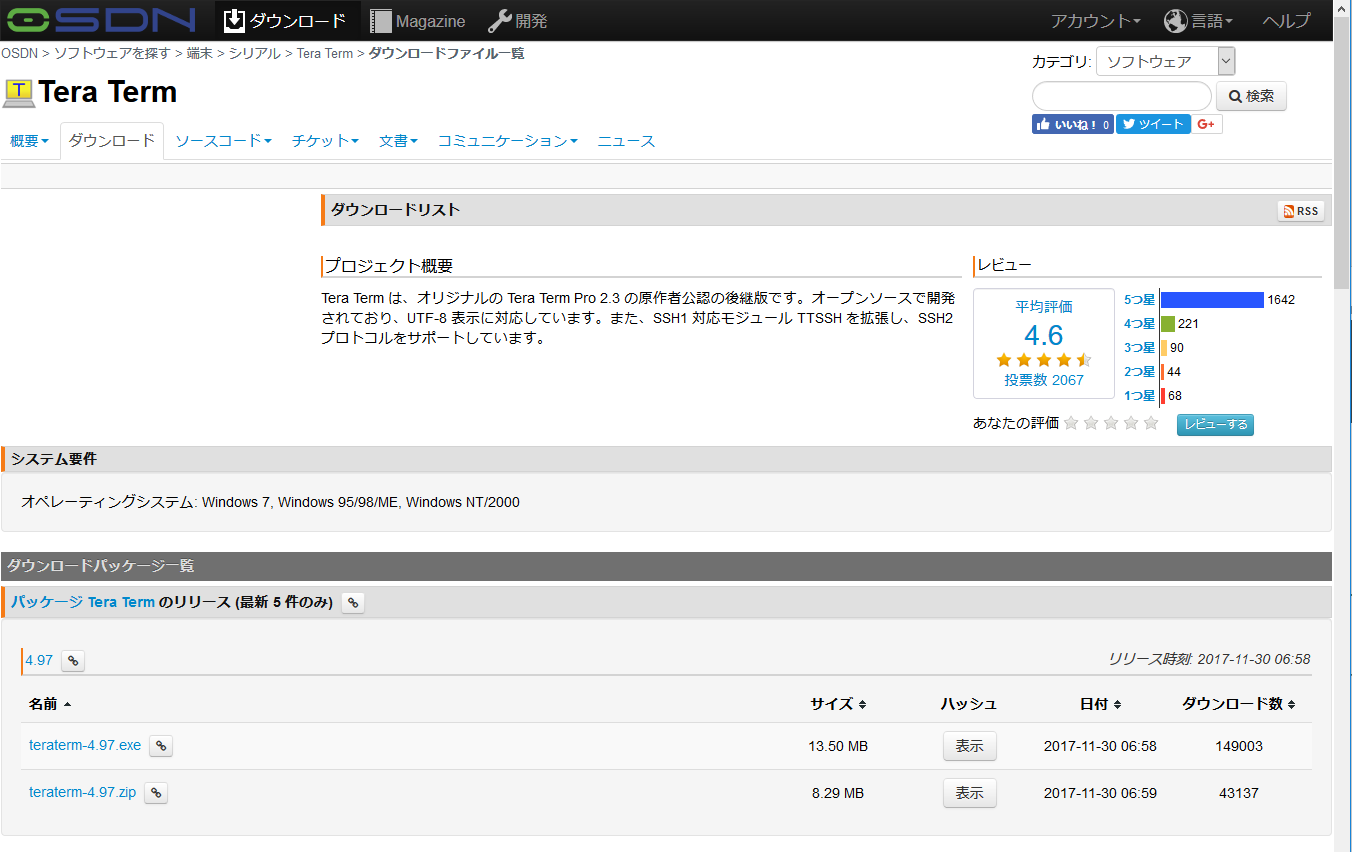 OSDN ダウンロード Magazine 開発 アカウント 言語 ヘルプ
OSDN > ソフトウェアを探す > 端末 > シリアル > Tera Term > ダウンロードファイル一覧
カテゴリ: ソフトウェア
T Tera Term
検索
いいね! 0 ツイート G+
概要 ダウンロード ソースコード チケット 文書 コミュニケーション ニュース
ダウンロードリスト RSS
プロジェクト概要
Tera Term は、オリジナルの Tera Term Pro 2.3 の原作者公認の後継版です。オープンソースで開発
されており、UTF-8 表示に対応しています。また、SSH1 対応モジュール TTSSH を拡張し、SSH2
プロトコルをサポートしています。
レビュー
平均評価
4.6
投票数 2067
5つ星 1642
4つ星 221
3つ星 90
2つ星 44
1つ星 68
あなたの評価 レビューする
システム要件
オペレーティングシステム: Windows 7, Windows 95/98/ME, Windows NT/2000
ダウンロードパッケージ一覧
パッケージ Tera Term のリリース (最新 5 件のみ)
4.97 リリース時刻: 2017-11-30 06:58
名前 サイズ ハッシュ 日付 ダウンロード数
teraterm-4.97.exe 13.50 MB 表示 2017-11-30 06:58 149003
teraterm-4.97.zip 8.29 MB 表示 2017-11-30 06:59 43137